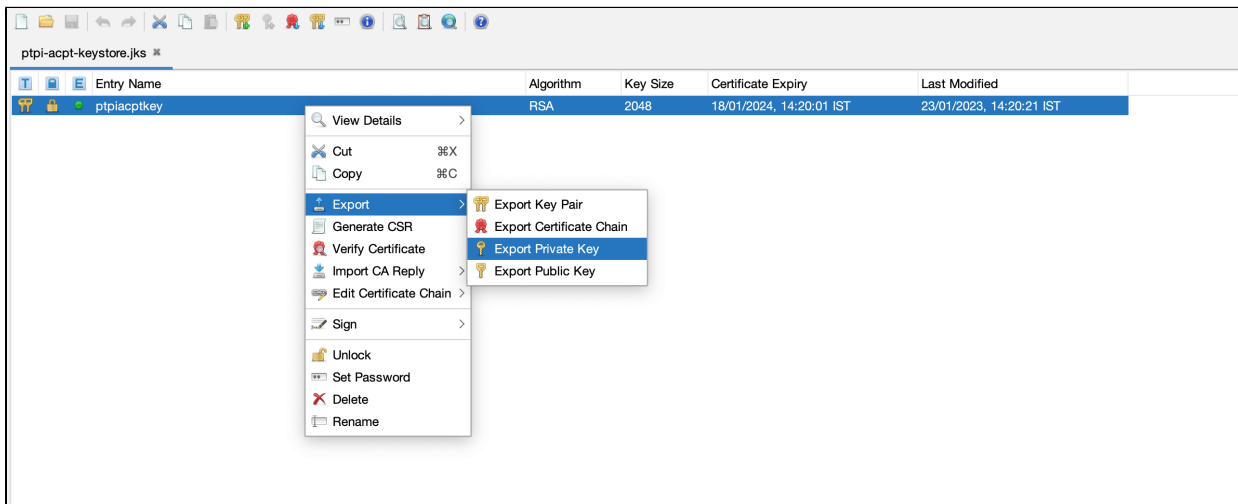 ptpi-acpt-keystore.jks
T E Entry Name Algorithm Key Size Certificate Expiry Last Modified
ptpiacptkey RSA 2048 18/01/2024, 14:20:01 IST 23/01/2023, 14:20:21 IST
View Details
Cut ⌘X
Copy ⌘C
Export
Generate CSR
Verify Certificate
Import CA Reply
Edit Certificate Chain
Sign
Unlock
Set Password
Delete
Rename
Export Key Pair
Export Certificate Chain
Export Private Key
Export Public Key